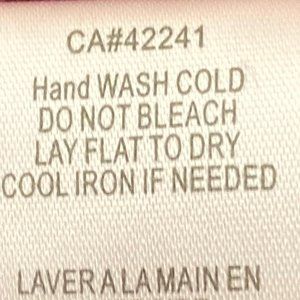 CA#42241
Hand WASH COLD
DO NOT BLEACH
LAY FLAT TO DRY
COOL IRON IF NEEDED
LAVER A LA MAIN EN